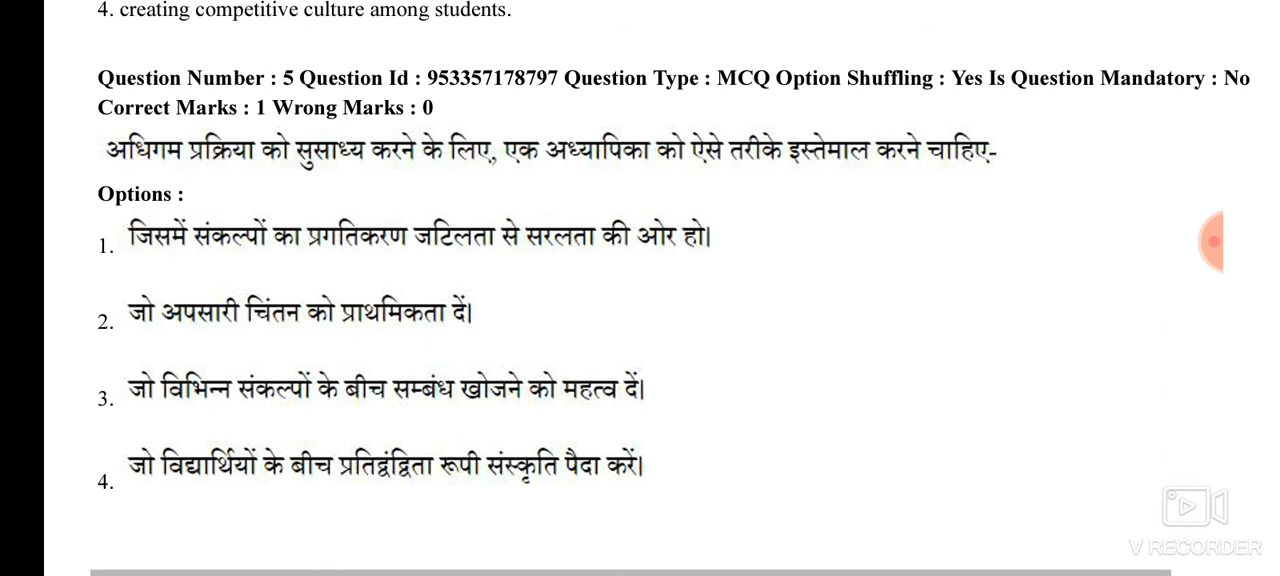 4. creating competitive culture among students.
Question Number : 5 Question Id : 953357178797 Question Type : MCQ Option Shuffling : Yes Is Question Mandatory : No
Correct Marks : 1 Wrong Marks : 0
अधिगम प्रक्रिया को सुसाध्य करने के लिए, एक अध्यापिका को ऐसे तरीके इस्तेमाल करने चाहिए-
Options :
1. जिसमें संकल्पों का प्रगतिकरण जटिलता से सरलता की ओर हो।
2. जो अपसारी चिंतन को प्राथमिकता दें।
3. जो विभिन्न संकल्पों के बीच सम्बंध खोजने को महत्व दें।
4. जो विद्यार्थियों के बीच प्रतिद्वंद्विता रूपी संस्कृति पैदा करें।
V RECORDER